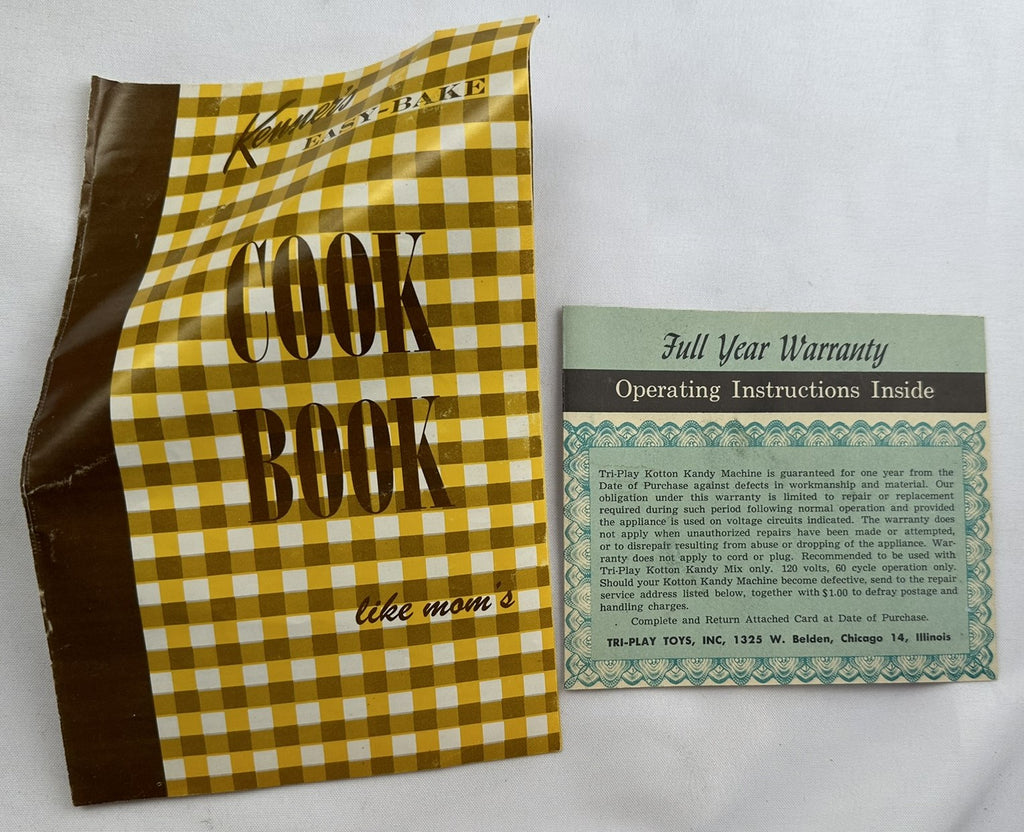 Kenner's
EASY-BAKE
COOK
BOOK
like mom's
Full Year Warranty
Operating Instructions Inside
Tri-Play Kotton Kandy Machine is guaranteed for one year from the
Date of Purchase against defects in workmanship and material. Our
obligation under this warranty is limited to repair or replacement
required during such period following normal operation and provided
the appliance is used on voltage circuits indicated. The warranty does
not apply when unauthorized repairs have been made or attempted,
or to disrepair resulting from abuse or dropping of the appliance. War-
ranty does not apply to cord or plug. Recommended to be used with
Tri-Play Kotton Kandy Mix only. 120 volts, 60 cycle operation only.
Should your Kotton Kandy Machine become defective, send to the repair
service address listed below, together with $1.00 to defray postage and
handling charges.
Complete and Return Attached Card at Date of Purchase.
TRI-PLAY TOYS, INC, 1325 W. Belden, Chicago 14, Illinois